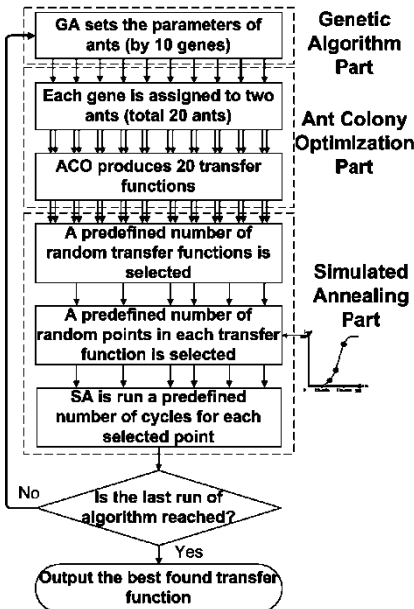 GA sets the parameters of
ants (by 10 genes)
Genetic
Algorithm
Part
Each gene is assigned to two
ants (total 20 ants)
ACO produces 20 transfer
functions
Ant Colony
Optimization
Part
A predefined number of
random transfer functions is
selected
A predefined number of
random points in each transfer
function is selected
SA is run a predefined
number of cycles for each
selected point
Simulated
Annealing
Part
Is the last run of
algorithm reached?
No
Yes
Output the best found transfer
function